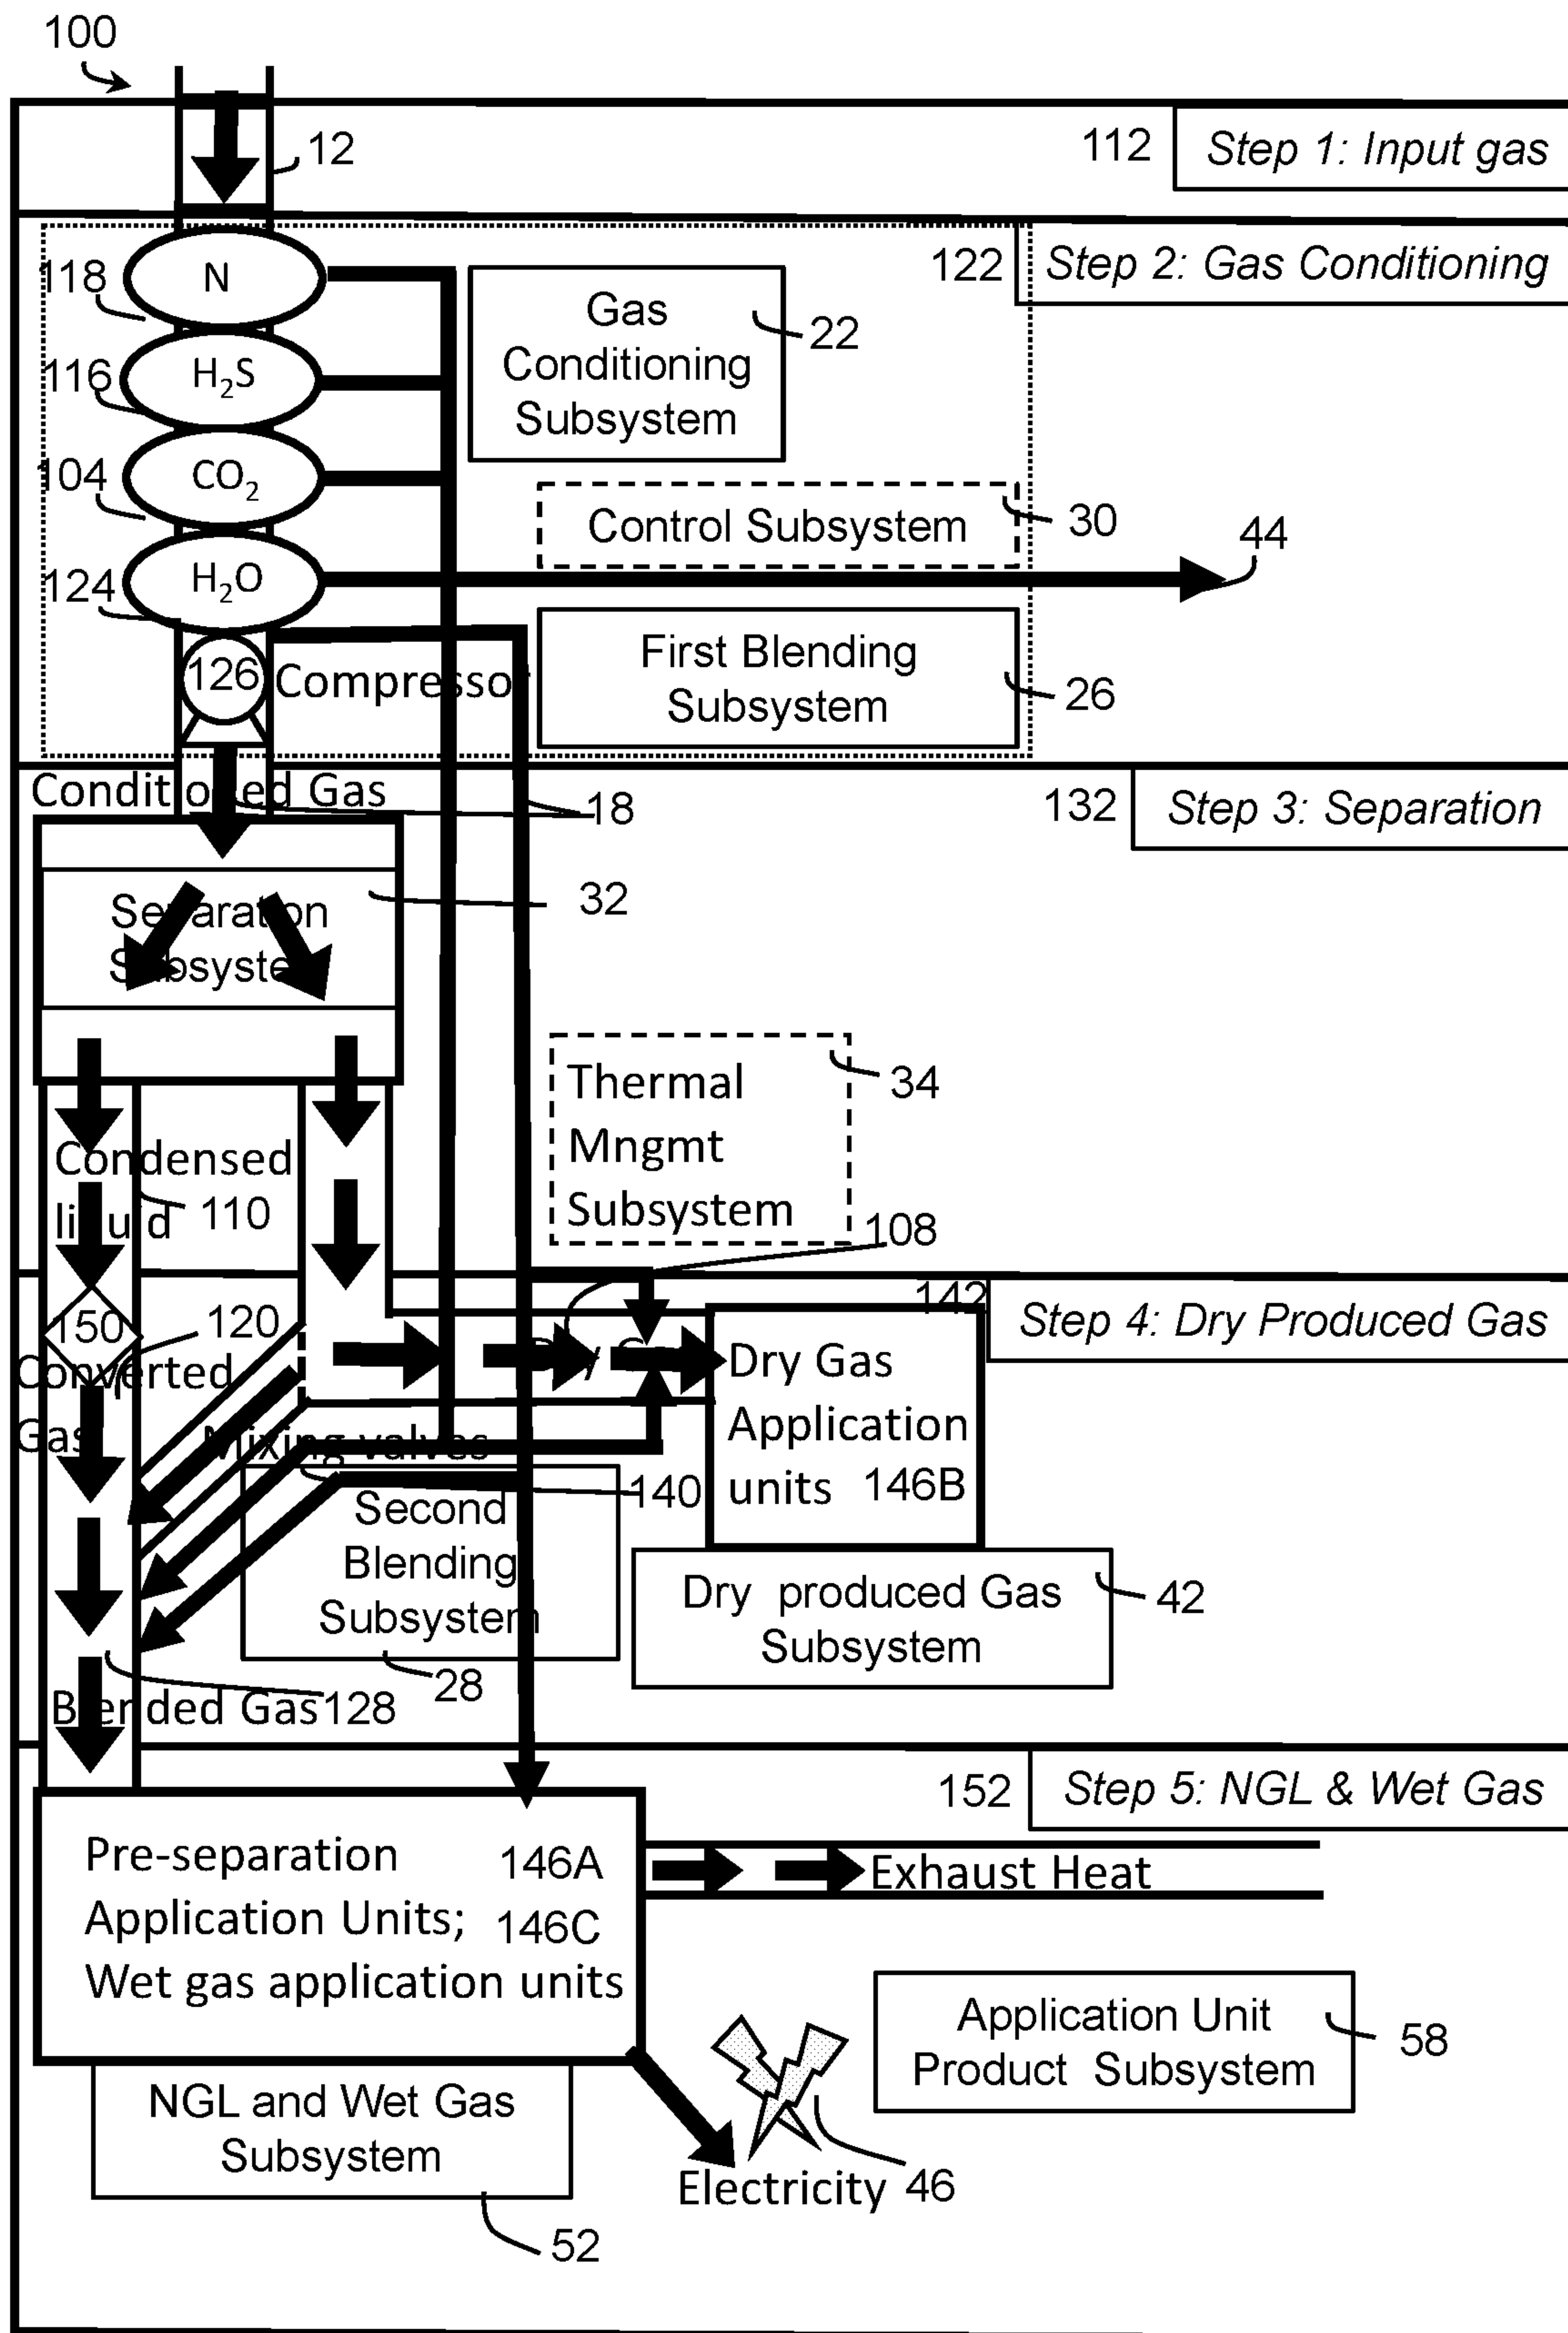 100
12
112
Step 1: Input gas
122
Step 2: Gas Conditioning
118
N
Gas
Conditioning
Subsystem
22
116
H₂S
104
CO₂
Control Subsystem
30
44
124
H₂O
First Blending
Subsystem
26
126
Compressor
Conditioned Gas
18
132
Step 3: Separation
Separation
Subsystem
32
Thermal
Mngmt
Subsystem
34
Condensed
liquid
110
108
142
Step 4: Dry Produced Gas
150
120
Converted
Gas
Dry Gas
Application
units 146B
Mixing valves
140
Second
Blending
Subsystem
28
Dry produced Gas
Subsystem
42
Blended Gas
128
152
Step 5: NGL & Wet Gas
Pre-separation 146A
Application Units; 146C
Wet gas application units
Exhaust Heat
Application Unit
Product Subsystem
58
NGL and Wet Gas
Subsystem
52
Electricity 46